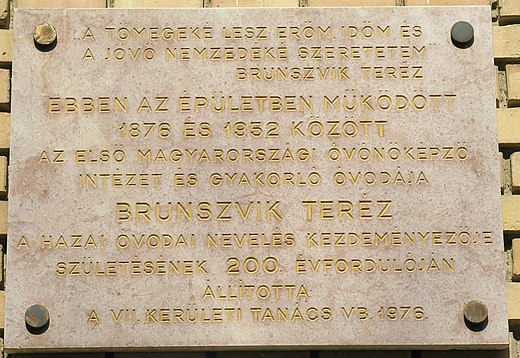 „A TÖMEGEKÉ LESZ ERŐM, IDŐM ÉS
A JÖVŐ NEMZEDÉKÉ SZERETETEM”
BRUNSZVIK TERÉZ
EBBEN AZ ÉPÜLETBEN MŰKÖDÖTT
1876 ÉS 1952 KÖZÖTT
AZ ELSŐ MAGYARORSZÁGI ÓVÓNŐKÉPZŐ
INTÉZET ÉS GYAKORLÓ ÓVODÁJA
BRUNSZVIK TERÉZ
A HAZAI ÓVODAI NEVELÉS KEZDEMÉNYEZŐJE
SZÜLETÉSÉNEK 200. ÉVFORDULÓJÁN
ÁLLÍTOTTA
A VII. KERÜLETI TANÁCS VB. 1976.